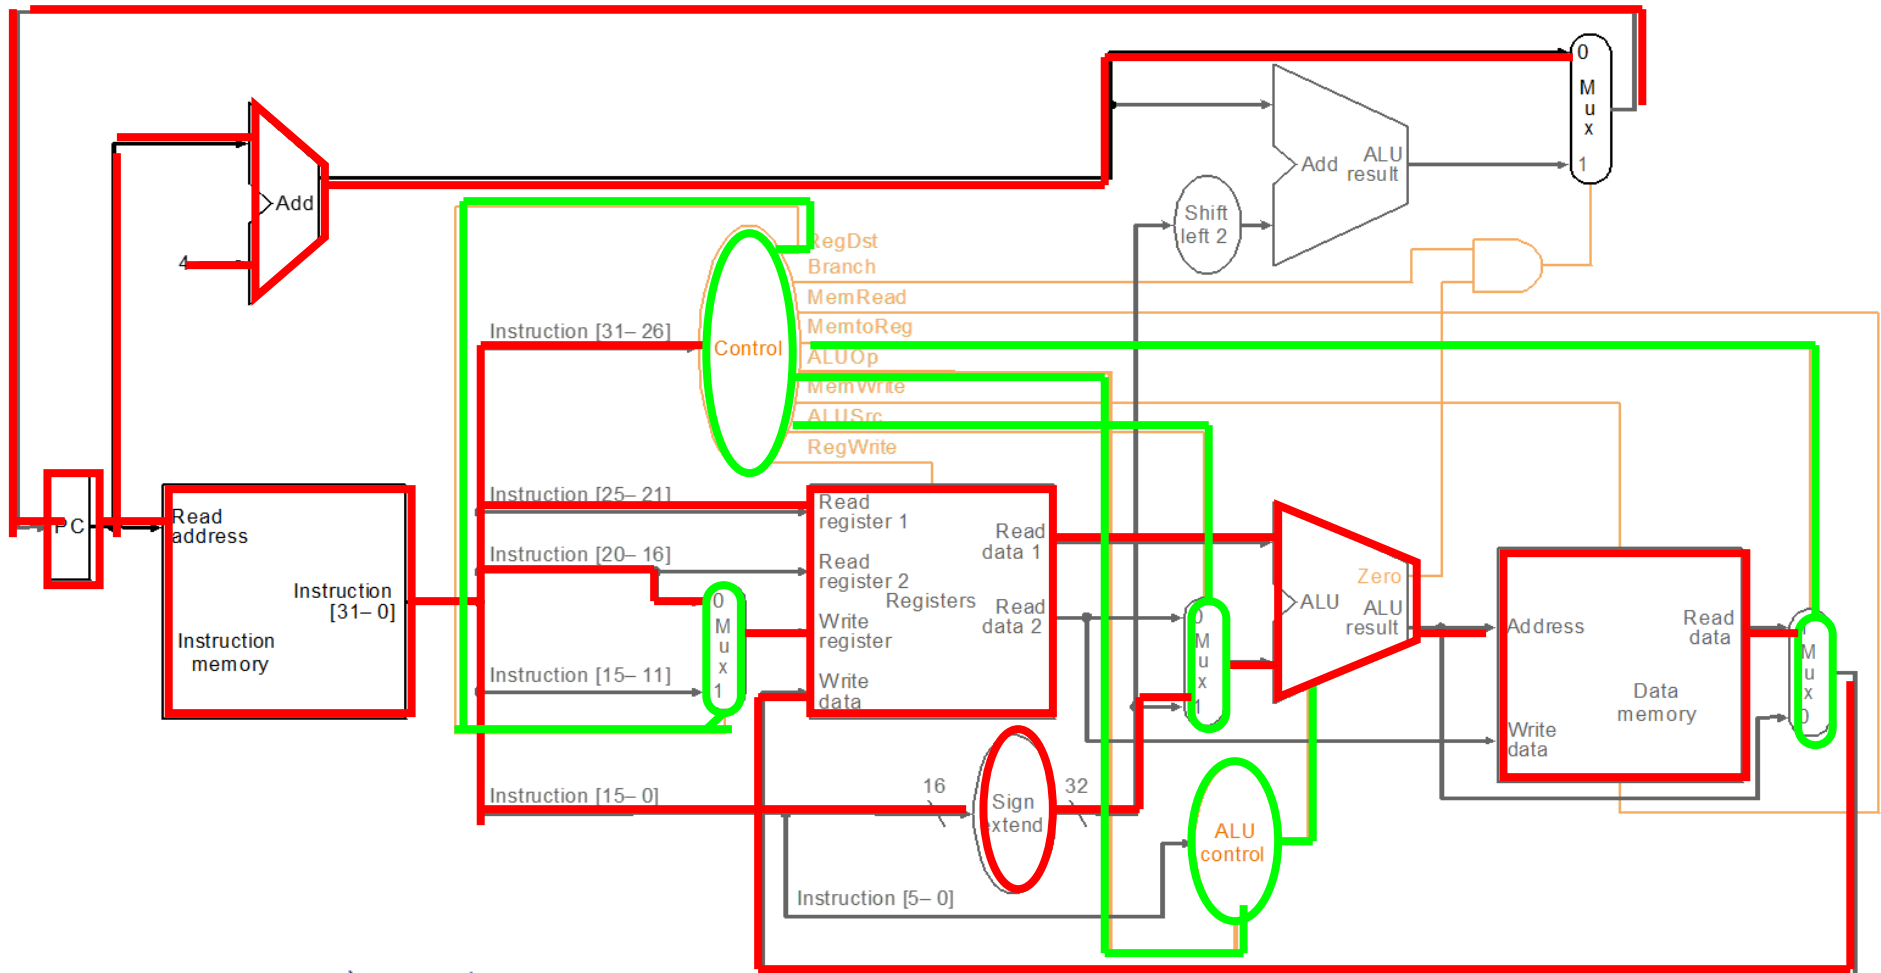 0
M
u
x
1
Add
ALU
result
Shift
left 2
Add
4
RegDst
Branch
MemRead
MemtoReg
ALUOp
MemWrite
ALUSrc
RegWrite
Control
Instruction [31– 26]
Instruction [25– 21]
Instruction [20– 16]
Instruction [15– 11]
Instruction [15– 0]
Instruction [5– 0]
PC
Read
address
Instruction
[31– 0]
Instruction
memory
0
M
u
x
1
Read
register 1
Read
register 2
Registers
Write
register
Write
data
Read
data 1
Read
data 2
0
M
u
x
1
Zero
ALU
ALU
result
Address
Read
data
Data
memory
Write
data
1
M
u
x
0
16
Sign
extend
32
ALU
control